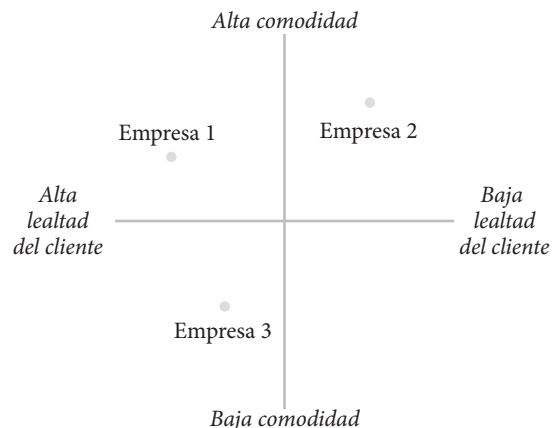 Alta comodidad
Empresa 1
Empresa 2
Alta
lealtad
del cliente
Baja
lealtad
del cliente
Empresa 3
Baja comodidad